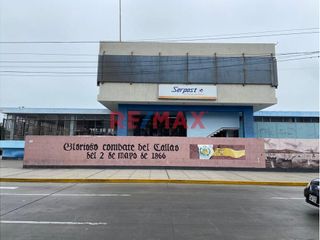 Serpost
RE/MAX
Glorioso combate del Callao
del 2 de mayo de 1866